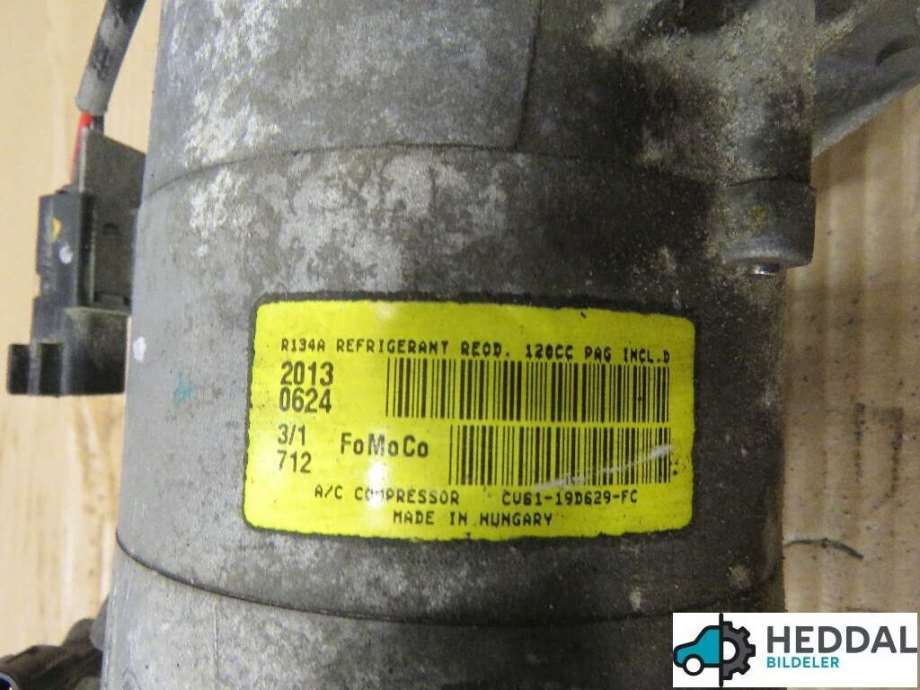 R134A REFRIGERANT REOD. 120CC PAG INCL.D
2013
0624
3/1
712
FoMoCo
A/C COMPRESSOR CV61-19D629-FC
MADE IN HUNGARY
HEDDAL
BILDELER